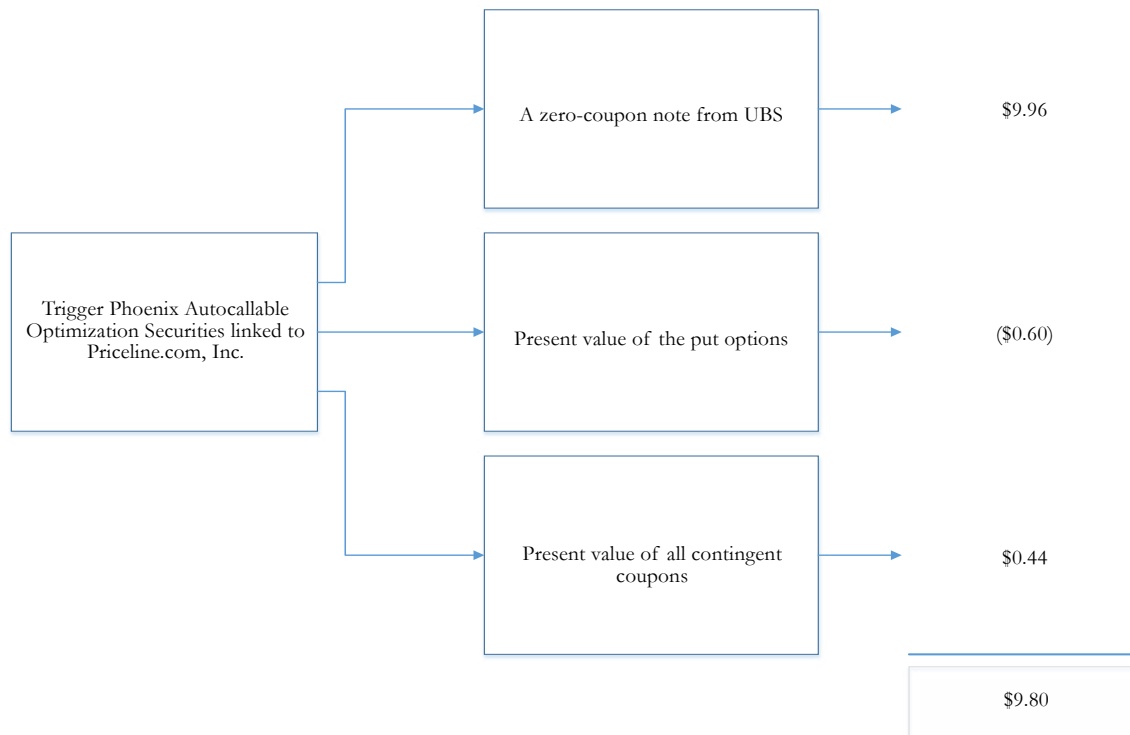 A zero-coupon note from UBS
$9.96
Trigger Phoenix Autocallable
Optimization Securities linked to
Priceline.com, Inc.
Present value of the put options
($0.60)
Present value of all contingent
coupons
$0.44
$9.80